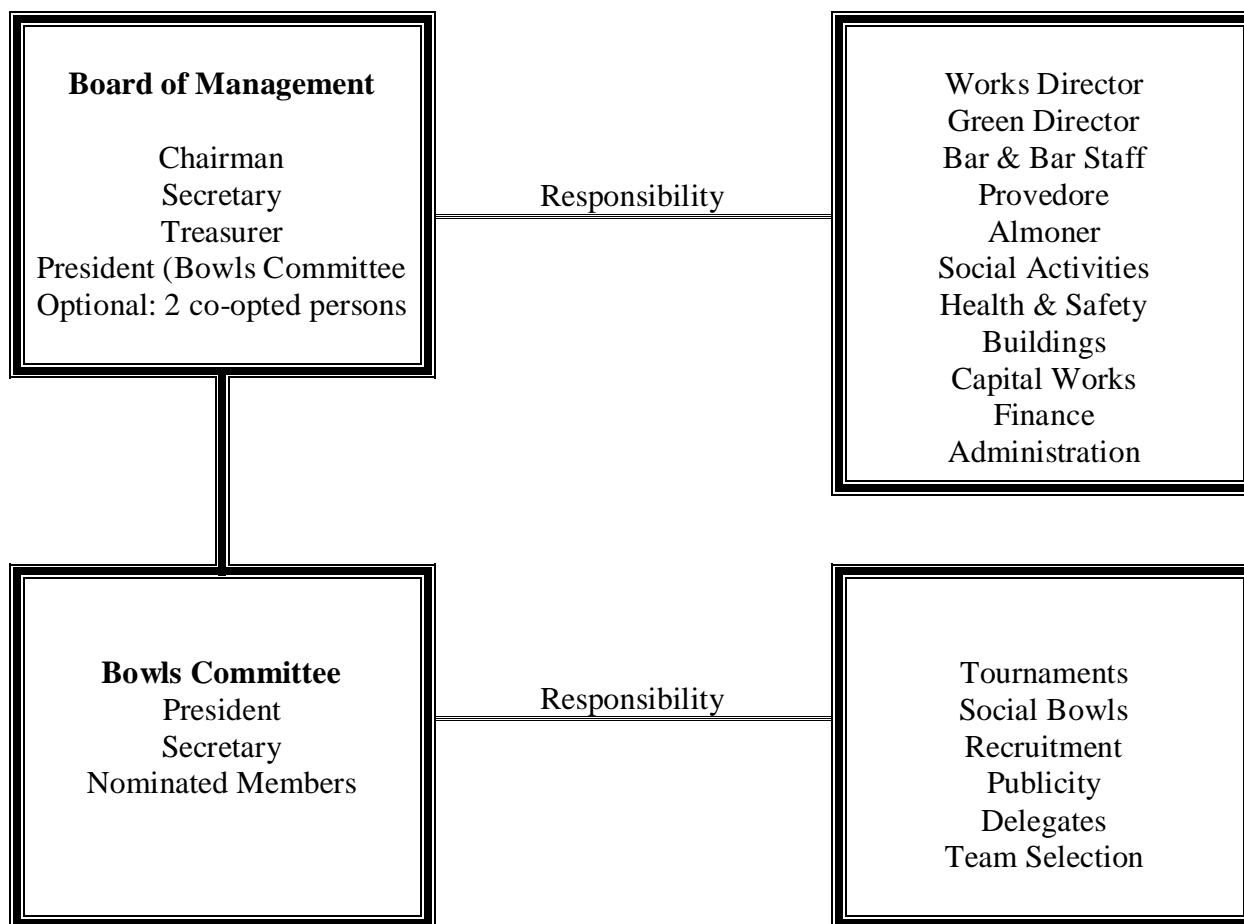 Board of Management
Chairman
Secretary
Treasurer
President (Bowls Committee
Optional: 2 co-opted persons
Responsibility
Works Director
Green Director
Bar & Bar Staff
Provedore
Almoner
Social Activities
Health & Safety
Buildings
Capital Works
Finance
Administration
Bowls Committee
President
Secretary
Nominated Members
Responsibility
Tournaments
Social Bowls
Recruitment
Publicity
Delegates
Team Selection